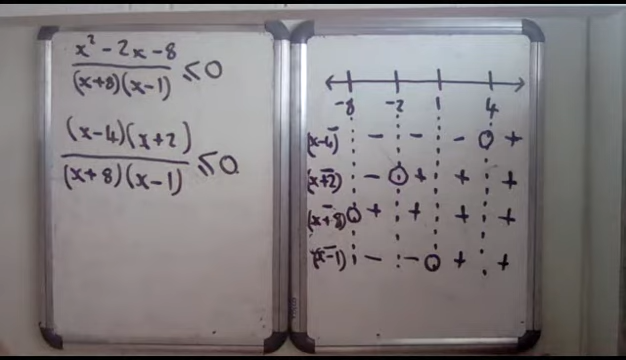 x² - 2x - 8
(x+8)(x-1) ≤ 0
(x-4)(x+2)
(x+8)(x-1) ≤ 0
-8 -2 1 4
(x-4) - - - - 0 +
(x+2) - - 0 + + +
(x+8) - 0 + + + +
(x-1) - - - 0 + +